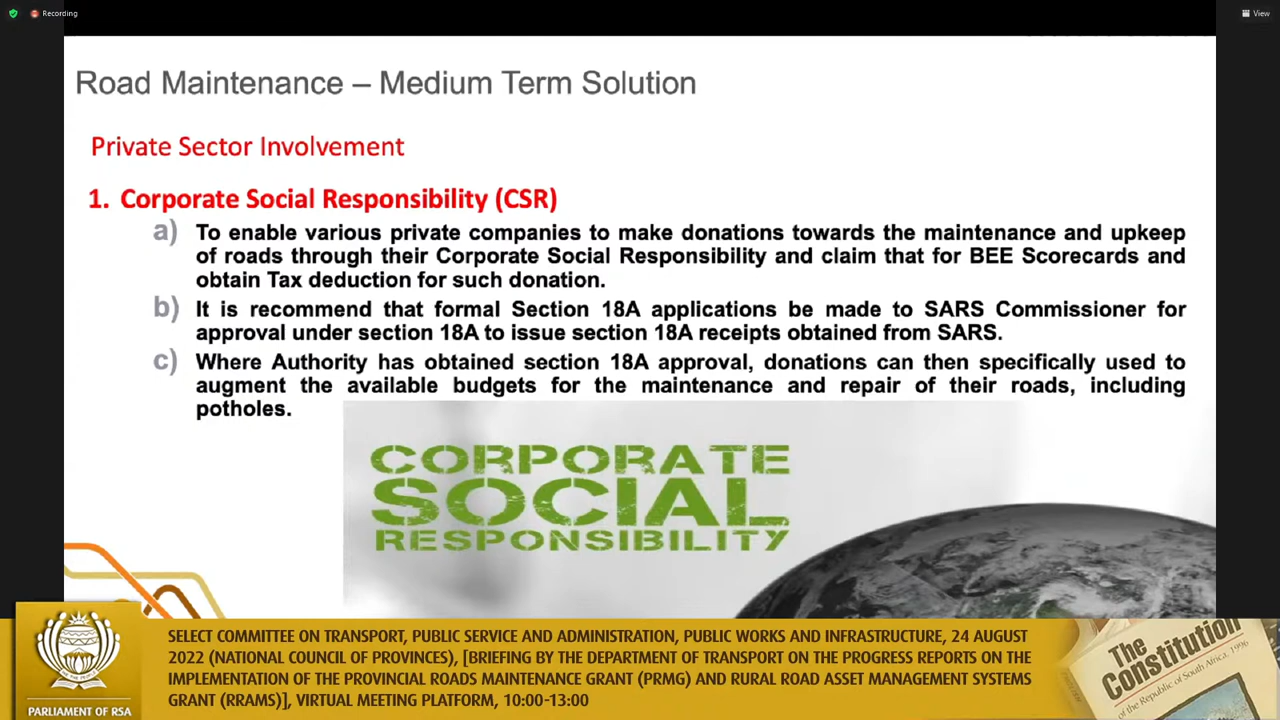 Recording
View
Road Maintenance – Medium Term Solution
Private Sector Involvement
1. Corporate Social Responsibility (CSR)
a) To enable various private companies to make donations towards the maintenance and upkeep
of roads through their Corporate Social Responsibility and claim that for BEE Scorecards and
obtain Tax deduction for such donation.
b) It is recommend that formal Section 18A applications be made to SARS Commissioner for
approval under section 18A to issue section 18A receipts obtained from SARS.
c) Where Authority has obtained section 18A approval, donations can then specifically used to
augment the available budgets for the maintenance and repair of their roads, including
potholes.
CORPORATE
SOCIAL
RESPONSIBILITY
SELECT COMMITTEE ON TRANSPORT, PUBLIC SERVICE AND ADMINISTRATION, PUBLIC WORKS AND INFRASTRUCTURE, 24 AUGUST
2022 (NATIONAL COUNCIL OF PROVINCES), [BRIEFING BY THE DEPARTMENT OF TRANSPORT ON THE PROGRESS REPORTS ON THE
IMPLEMENTATION OF THE PROVINCIAL ROADS MAINTENANCE GRANT (PRMG) AND RURAL ROAD ASSET MANAGEMENT SYSTEMS
GRANT (RRAMS)], VIRTUAL MEETING PLATFORM, 10:00-13:00
PARLIAMENT OF RSA
The
Constitution
of the Republic of South Africa, 1996